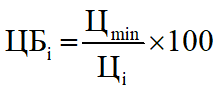 ЦБi = Цmin / Цi × 100